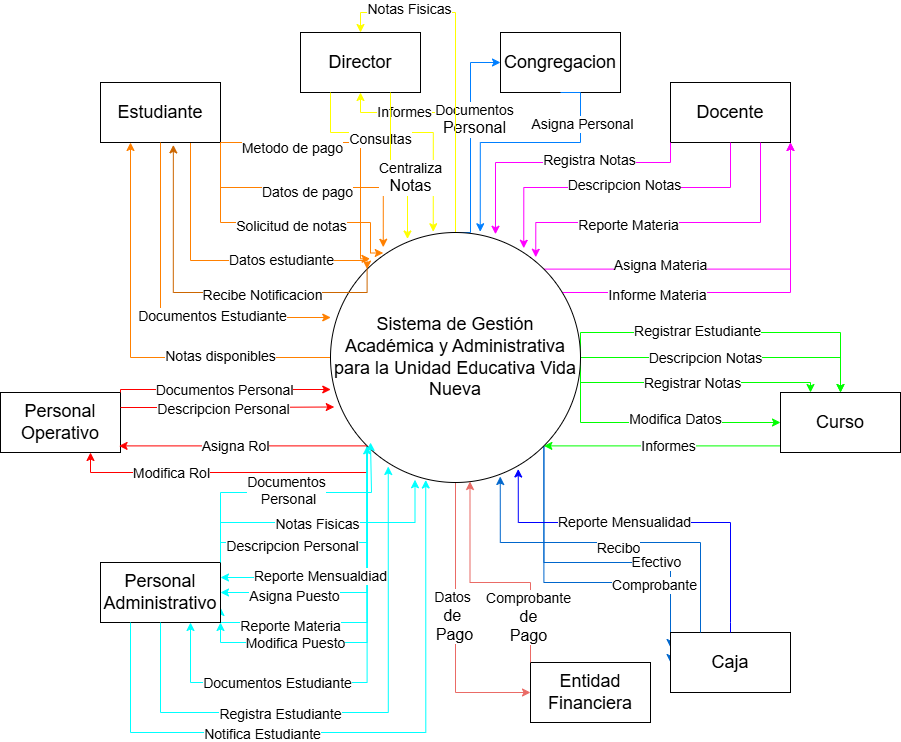 Notas Fisicas
Director
Congregacion
Estudiante
Docente
Informes
Documentos
Personal
Asigna Personal
Consultas
Metodo de pago
Centraliza
Notas
Registra Notas
Datos de pago
Descripcion Notas
Solicitud de notas
Reporte Materia
Datos estudiante
Asigna Materia
Recibe Notificacion
Informe Materia
Documentos Estudiante
Notas disponibles
Sistema de Gestión
Académica y Administrativa
para la Unidad Educativa Vida
Nueva
Registrar Estudiante
Descripcion Notas
Registrar Notas
Modifica Datos
Curso
Informes
Documentos Personal
Descripcion Personal
Personal
Operativo
Asigna Rol
Modifica Rol
Documentos
Personal
Notas Fisicas
Descripcion Personal
Reporte Mensualdiad
Asigna Puesto
Personal
Administrativo
Reporte Materia
Modifica Puesto
Documentos Estudiante
Registra Estudiante
Notifica Estudiante
Datos
de
Pago
Comprobante
de
Pago
Entidad
Financiera
Reporte Mensualidad
Recibo
Efectivo
Comprobante
Caja